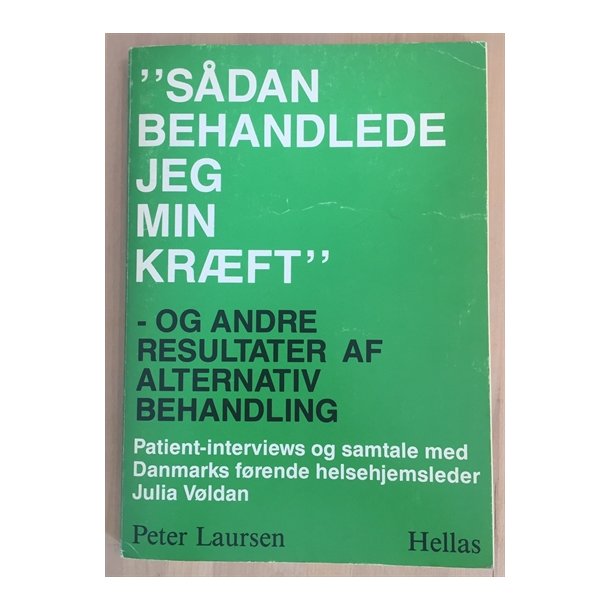 ”SÅDAN
BEHANDLEDE
JEG
MIN
KRÆFT”
- OG ANDRE
RESULTATER AF
ALTERNATIV
BEHANDLING
Patient-interviews og samtale med
Danmarks førende helsehjemsleder
Julia Vøldan
Peter Laursen Hellas